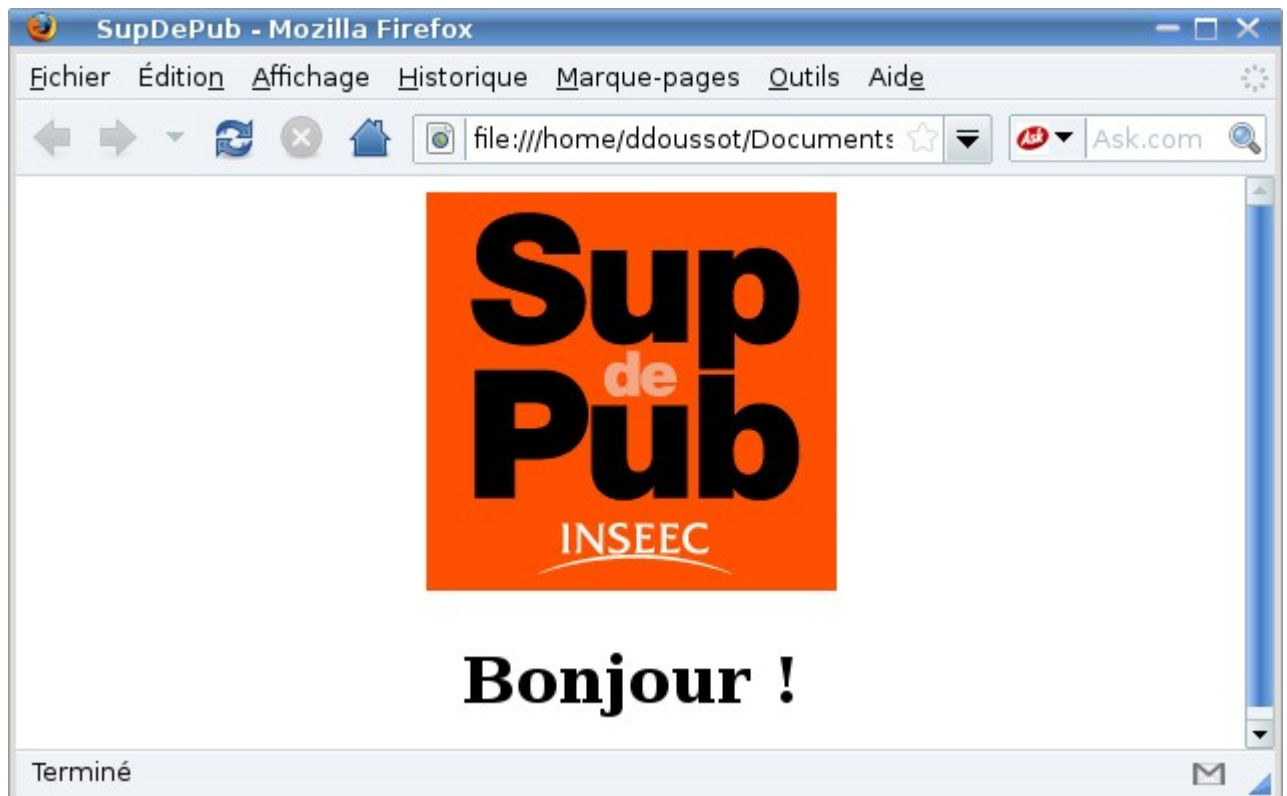 SupDePub - Mozilla Firefox
Fichier Édition Affichage Historique Marque-pages Outils Aide
file:///home/ddoussot/Documents Ask Ask.com
Sup
de
Pub
INSEEC
Bonjour !
Terminé